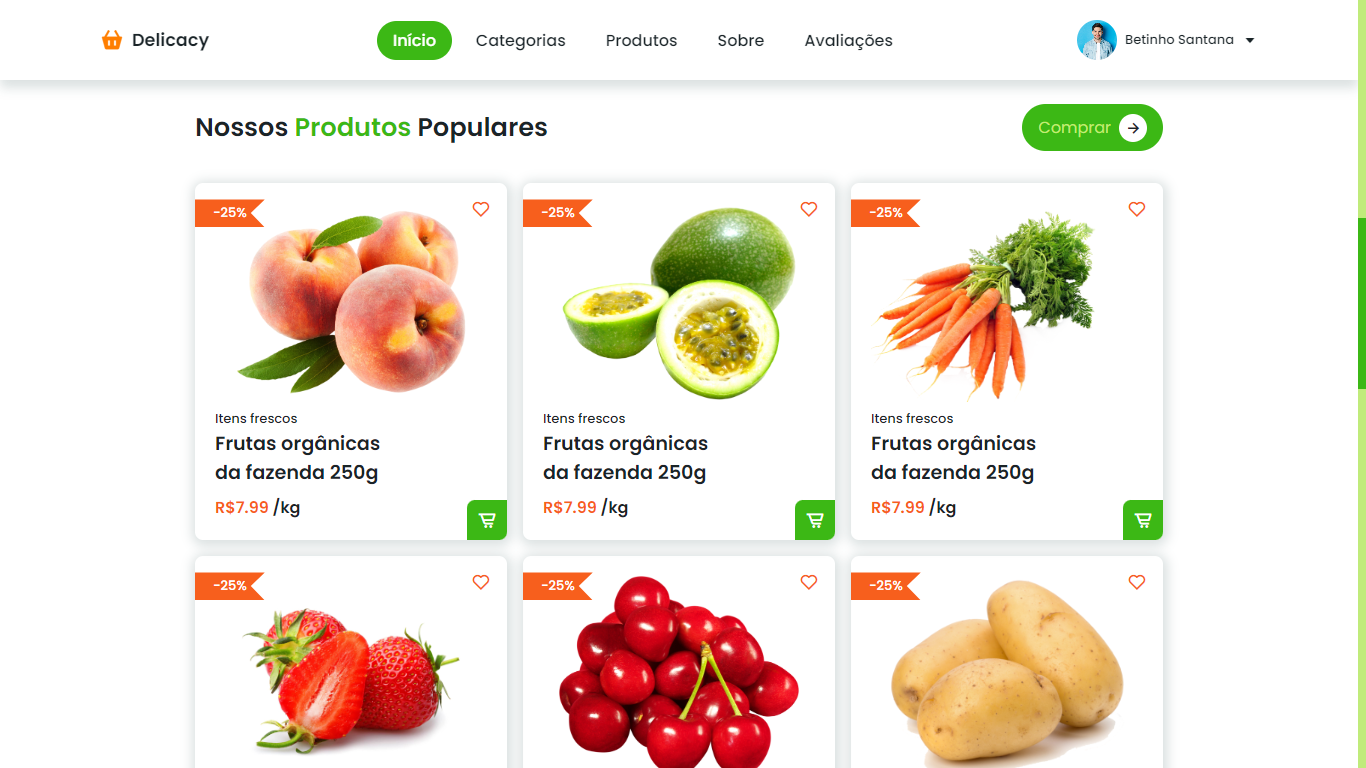 Delicacy
Início
Categorias
Produtos
Sobre
Avaliações
Betinho Santana
Nossos Produtos Populares
Comprar
-25%
Itens frescos
Frutas orgânicas
da fazenda 250g
R$7.99 /kg
-25%
Itens frescos
Frutas orgânicas
da fazenda 250g
R$7.99 /kg
-25%
Itens frescos
Frutas orgânicas
da fazenda 250g
R$7.99 /kg
-25%
-25%
-25%